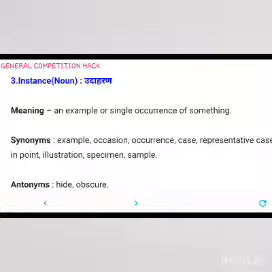 GENERAL COMPETITION HACK
3.Instance(Noun) : उदाहरण
Meaning – an example or single occurrence of something.
Synonyms : example, occasion, occurrence, case, representative case
in point, illustration, specimen, sample.
Antonyms : hide, obscure.